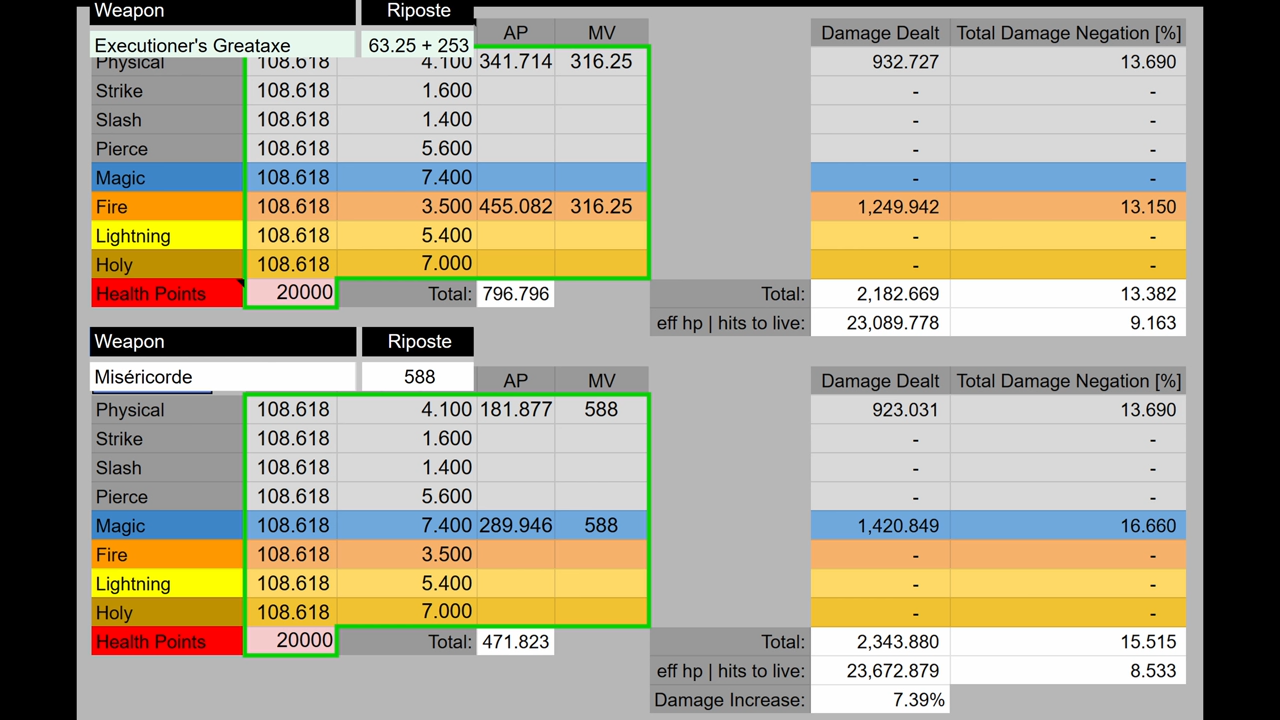 Weapon Riposte
Executioner's Greataxe 63.25 + 253 AP MV Damage Dealt Total Damage Negation [%]
Physical 108.618 4.100 341.714 316.25 932.727 13.690
Strike 108.618 1.600 - -
Slash 108.618 1.400 - -
Pierce 108.618 5.600 - -
Magic 108.618 7.400 - -
Fire 108.618 3.500 455.082 316.25 1,249.942 13.150
Lightning 108.618 5.400 - -
Holy 108.618 7.000 - -
Health Points 20000 Total: 796.796 Total: 2,182.669 13.382
eff hp | hits to live: 23,089.778 9.163
Weapon Riposte
Miséricorde 588 AP MV Damage Dealt Total Damage Negation [%]
Physical 108.618 4.100 181.877 588 923.031 13.690
Strike 108.618 1.600 - -
Slash 108.618 1.400 - -
Pierce 108.618 5.600 - -
Magic 108.618 7.400 289.946 588 1,420.849 16.660
Fire 108.618 3.500 - -
Lightning 108.618 5.400 - -
Holy 108.618 7.000 - -
Health Points 20000 Total: 471.823 Total: 2,343.880 15.515
eff hp | hits to live: 23,672.879 8.533
Damage Increase: 7.39%